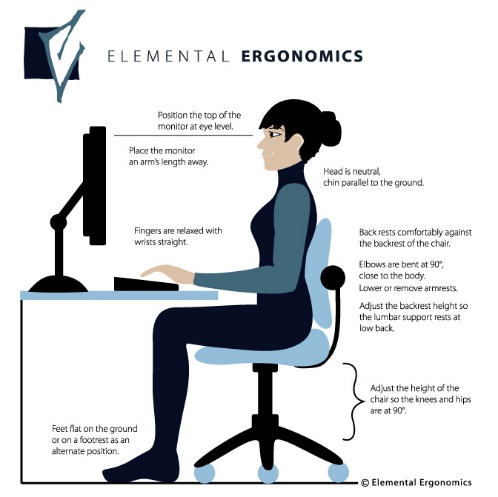 ELEMENTAL ERGONOMICS
Position the top of the
monitor at eye level.
Place the monitor
an arm's length away.
Head is neutral,
chin parallel to the ground.
Fingers are relaxed with
wrists straight.
Back rests comfortably against
the backrest of the chair.
Elbows are bent at 90°,
close to the body.
Lower or remove armrests.
Adjust the backrest height so
the lumbar support rests at
low back.
Adjust the height of the
chair so the knees and hips
are at 90°.
Feet flat on the ground
or on a footrest as an
alternate position.
© Elemental Ergonomics